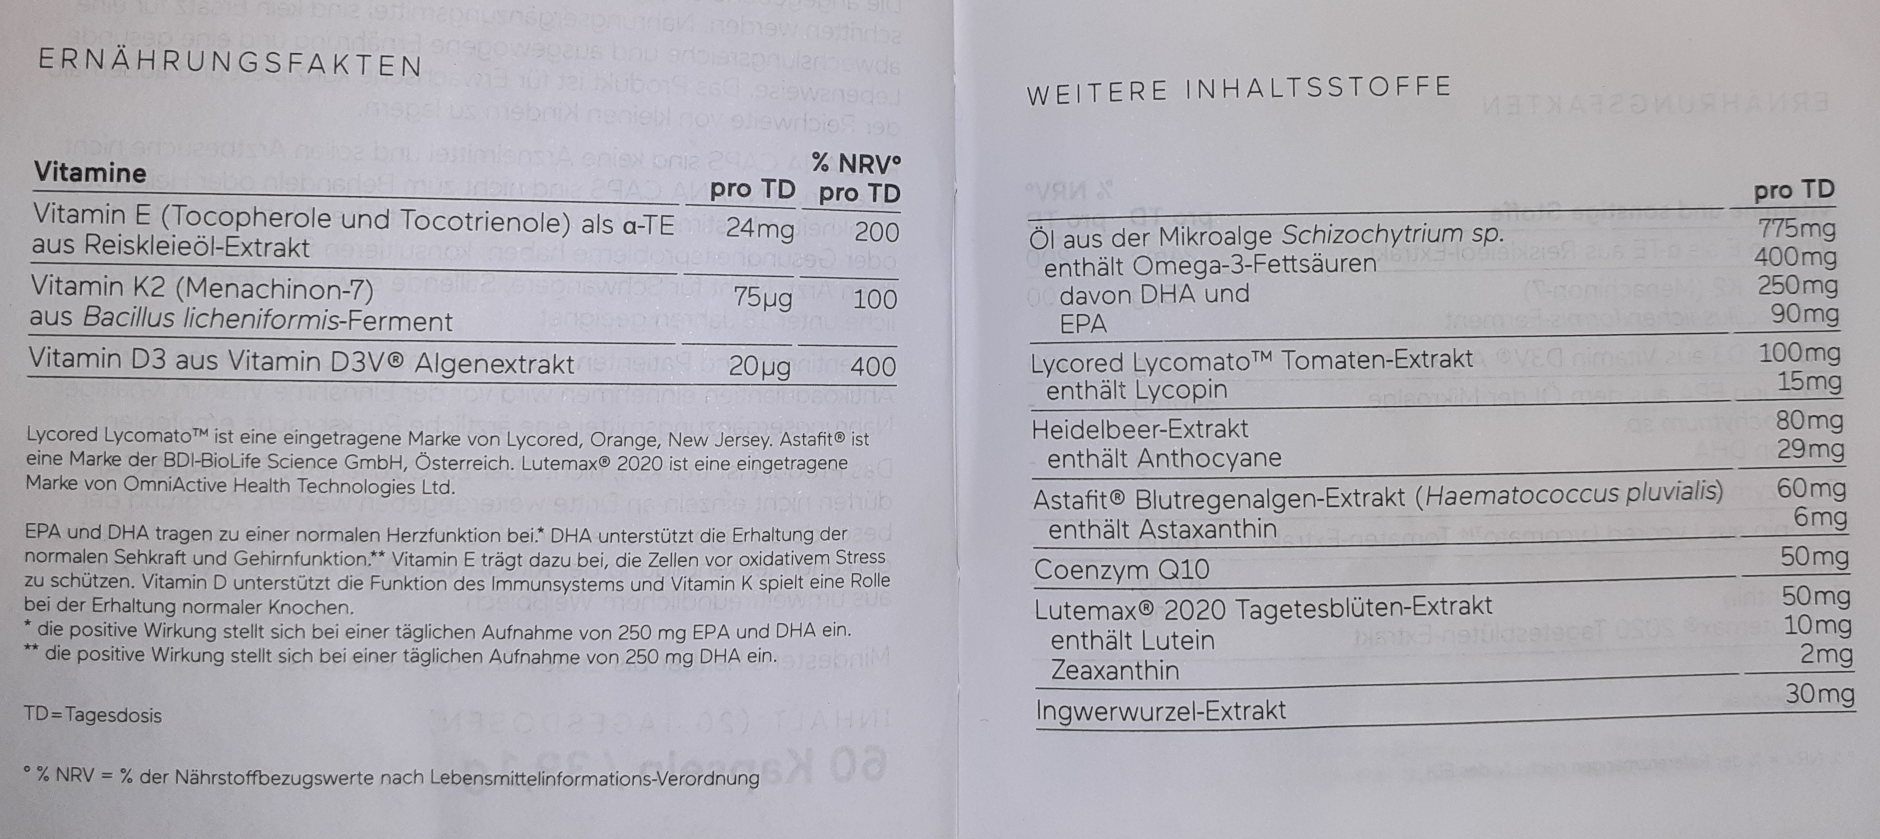 ERNÄHRUNGSFAKTEN
% NRV°
Vitamine pro TD pro TD
Vitamin E (Tocopherole und Tocotrienole) als α-TE 24mg 200
aus Reiskleieöl-Extrakt
Vitamin K2 (Menachinon-7) 75µg 100
aus Bacillus licheniformis-Ferment
Vitamin D3 aus Vitamin D3V® Algenextrakt 20µg 400
Lycored Lycomato™ ist eine eingetragene Marke von Lycored, Orange, New Jersey. Astafit® ist
eine Marke der BDI-BioLife Science GmbH, Österreich. Lutemax® 2020 ist eine eingetragene
Marke von OmniActive Health Technologies Ltd.
EPA und DHA tragen zu einer normalen Herzfunktion bei.* DHA unterstützt die Erhaltung der
normalen Sehkraft und Gehirnfunktion.** Vitamin E trägt dazu bei, die Zellen vor oxidativem Stress
zu schützen. Vitamin D unterstützt die Funktion des Immunsystems und Vitamin K spielt eine Rolle
bei der Erhaltung normaler Knochen.
* die positive Wirkung stellt sich bei einer täglichen Aufnahme von 250 mg EPA und DHA ein.
** die positive Wirkung stellt sich bei einer täglichen Aufnahme von 250 mg DHA ein.
TD=Tagesdosis
° % NRV = % der Nährstoffbezugswerte nach Lebensmittelinformations-Verordnung
WEITERE INHALTSSTOFFE
pro TD
Öl aus der Mikroalge Schizochytrium sp. 775mg
enthält Omega-3-Fettsäuren 400mg
davon DHA und 250mg
EPA 90mg
Lycored Lycomato™ Tomaten-Extrakt 100mg
enthält Lycopin 15mg
Heidelbeer-Extrakt 80mg
enthält Anthocyane 29mg
Astafit® Blutregenalgen-Extrakt (Haematococcus pluvialis) 60mg
enthält Astaxanthin 6mg
Coenzym Q10 50mg
Lutemax® 2020 Tagetesblüten-Extrakt 50mg
enthält Lutein 10mg
Zeaxanthin 2mg
Ingwerwurzel-Extrakt 30mg